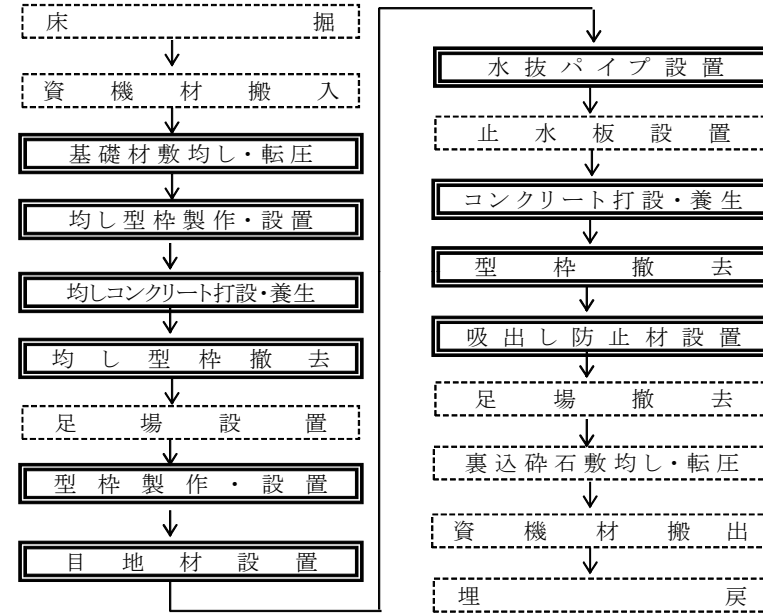 床掘
資機材搬入
基礎材敷均し・転圧
均し型枠製作・設置
均しコンクリート打設・養生
均し型枠撤去
足場設置
型枠製作・設置
目地材設置
水抜パイプ設置
止水板設置
コンクリート打設・養生
型枠撤去
吸出し防止材設置
足場撤去
裏込砕石敷均し・転圧
資機材搬出
埋戻